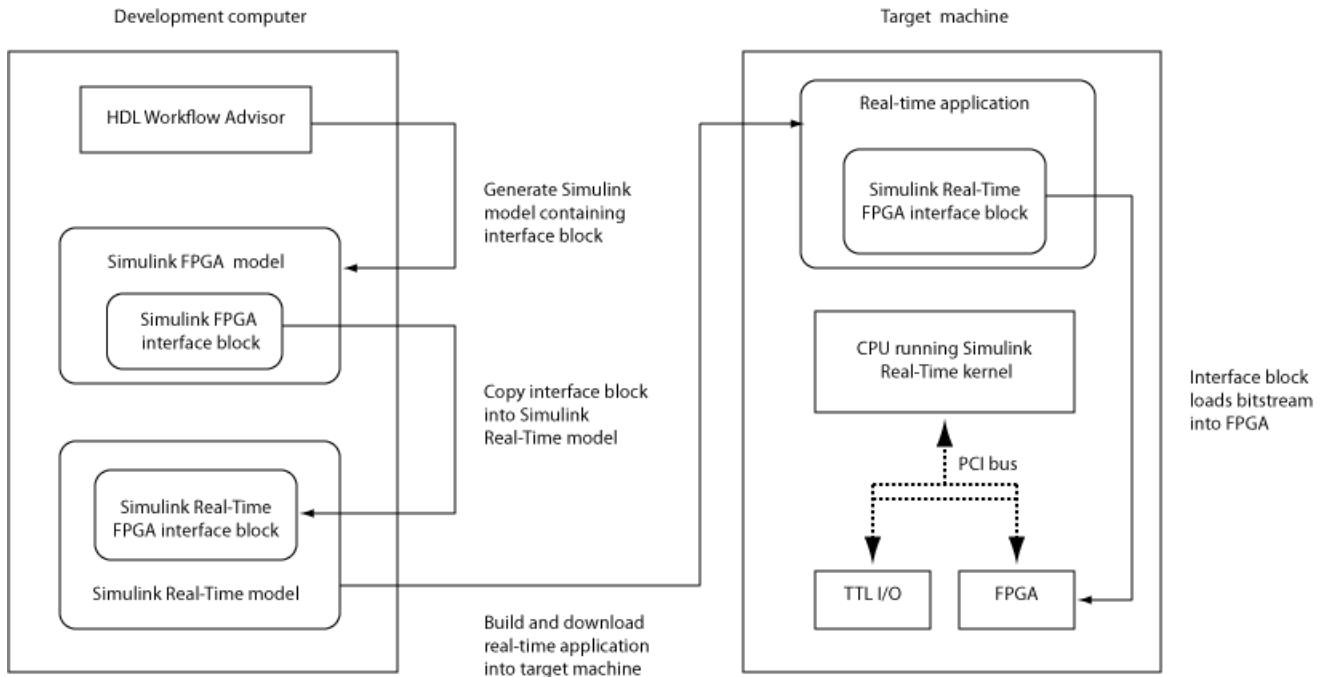 Development computer
Target machine
HDL Workflow Advisor
Generate Simulink
model containing
interface block
Simulink FPGA model
Simulink FPGA
interface block
Copy interface block
into Simulink
Real-Time model
Simulink Real-Time
FPGA interface block
Simulink Real-Time model
Build and download
real-time application
into target machine
Real-time application
Simulink Real-Time
FPGA interface block
CPU running Simulink
Real-Time kernel
PCI bus
TTL I/O
FPGA
Interface block
loads bitstream
into FPGA